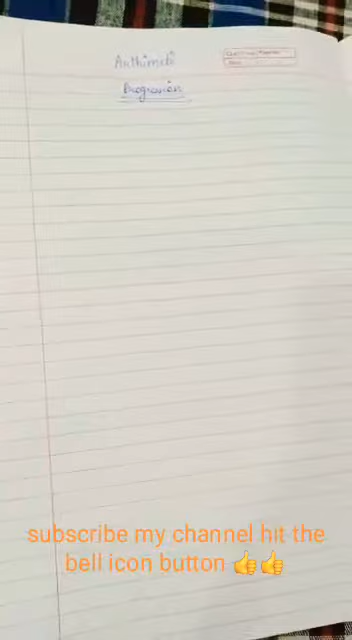 Arithmetic
Progression
subscribe my channel hit the
bell icon button 👍👍